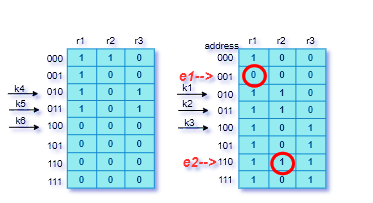 r1 r2 r3
000 1 1 0
001 1 0 0
k4 010 1 0 1
k5 011 1 0 1
k6 100 0 0 0
101 0 0 0
110 0 0 0
111 0 0 0
r1 r2 r3
address
000 1 0 0
e1--> 001 0 0 0
k1 010 1 1 0
k2 011 1 1 0
k3 100 1 0 1
101 1 0 1
e2--> 110 1 1 1
111 1 0 1